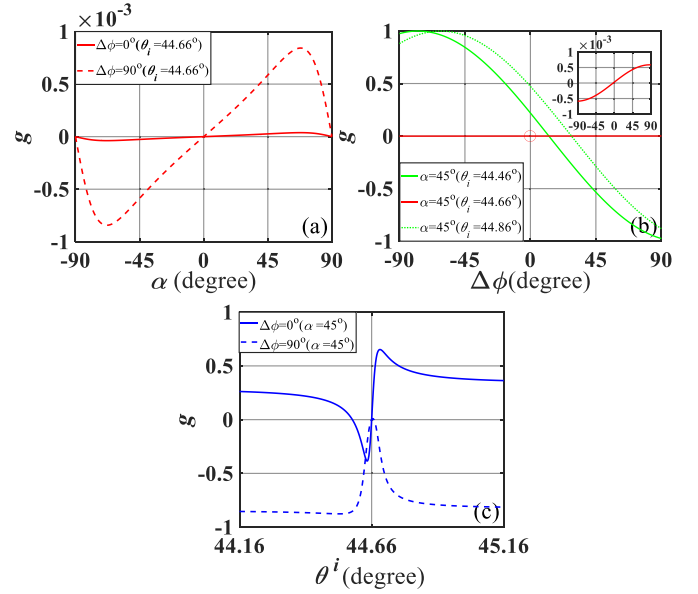 ×10⁻³
g
1
0.5
0
-0.5
-1
Δϕ=0°(θᵢ=44.66°)
Δϕ=90°(θᵢ=44.66°)
(a)
-90 -45 0 45 90
α (degree)
g
1
0.5
0
-0.5
-1
×10⁻³
1
0.5
0
-0.5
-1
-90 -45 0 45 90
α=45°(θᵢ=44.46°)
α=45°(θᵢ=44.66°)
α=45°(θᵢ=44.86°)
(b)
-90 -45 0 45 90
Δϕ(degree)
g
1
0.5
0
-0.5
-1
Δϕ=0°(α=45°)
Δϕ=90°(α=45°)
(c)
44.16 44.66 45.16
θⁱ(degree)